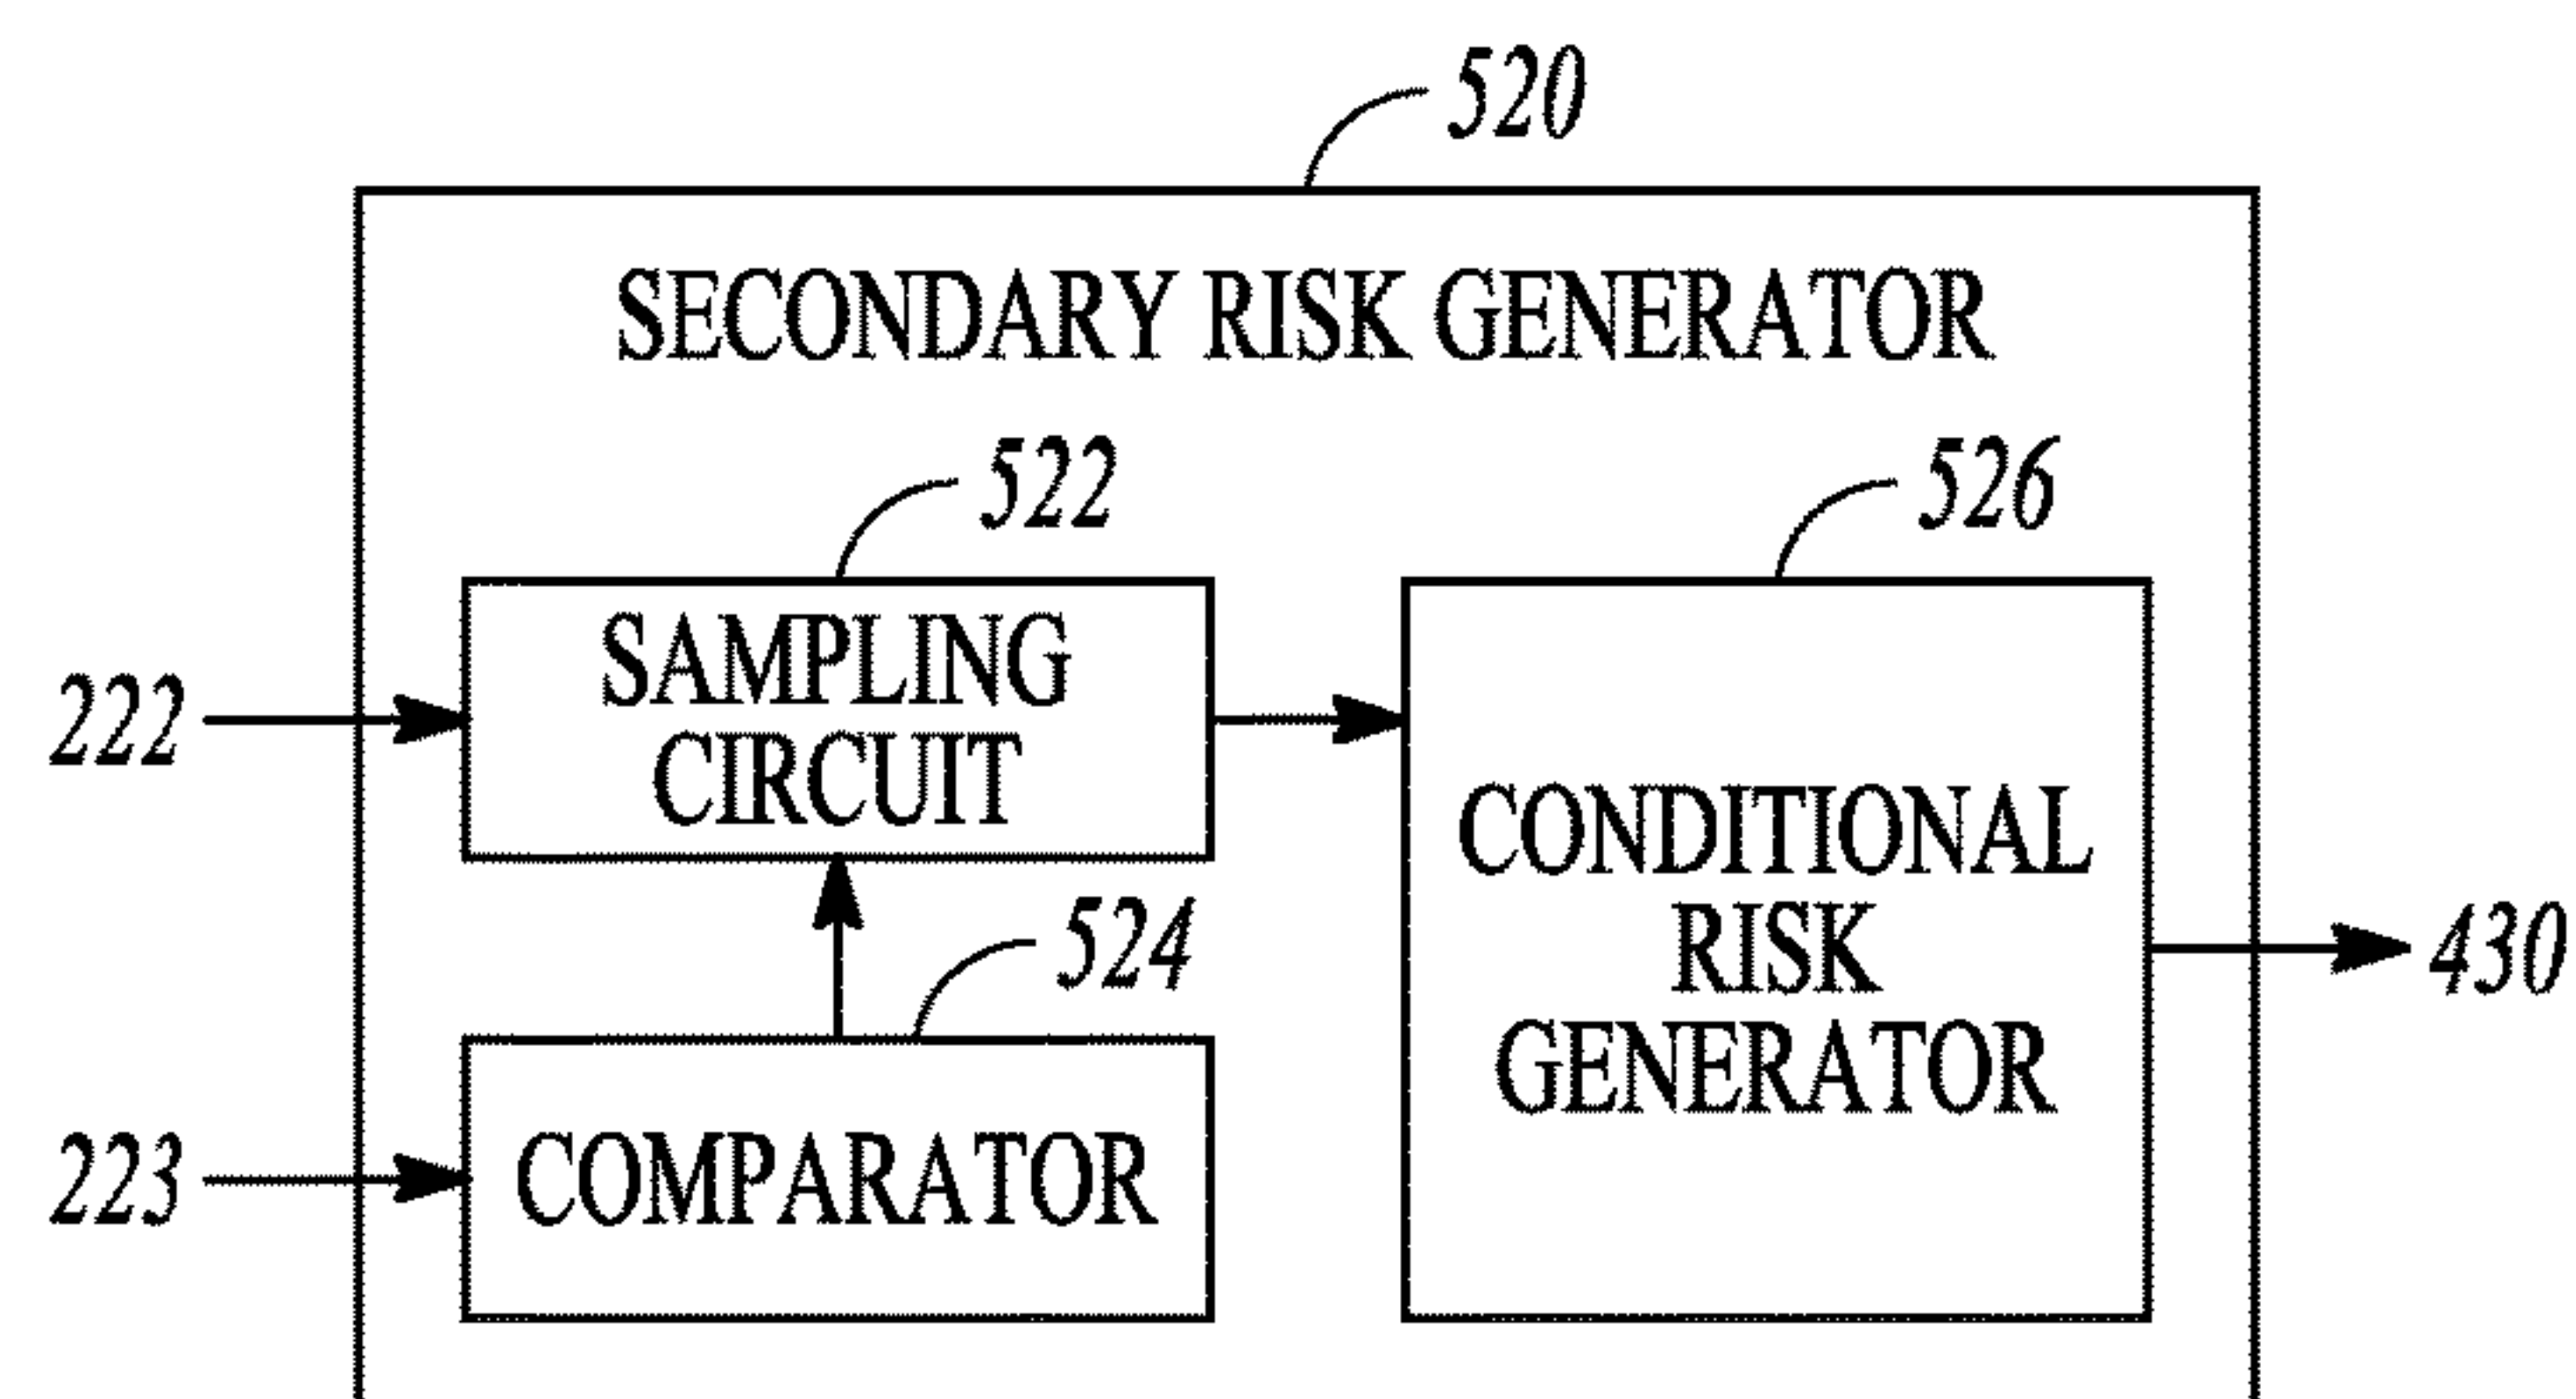 520
SECONDARY RISK GENERATOR
522
526
SAMPLING
CIRCUIT
222
CONDITIONAL
RISK
GENERATOR
524
430
COMPARATOR
223